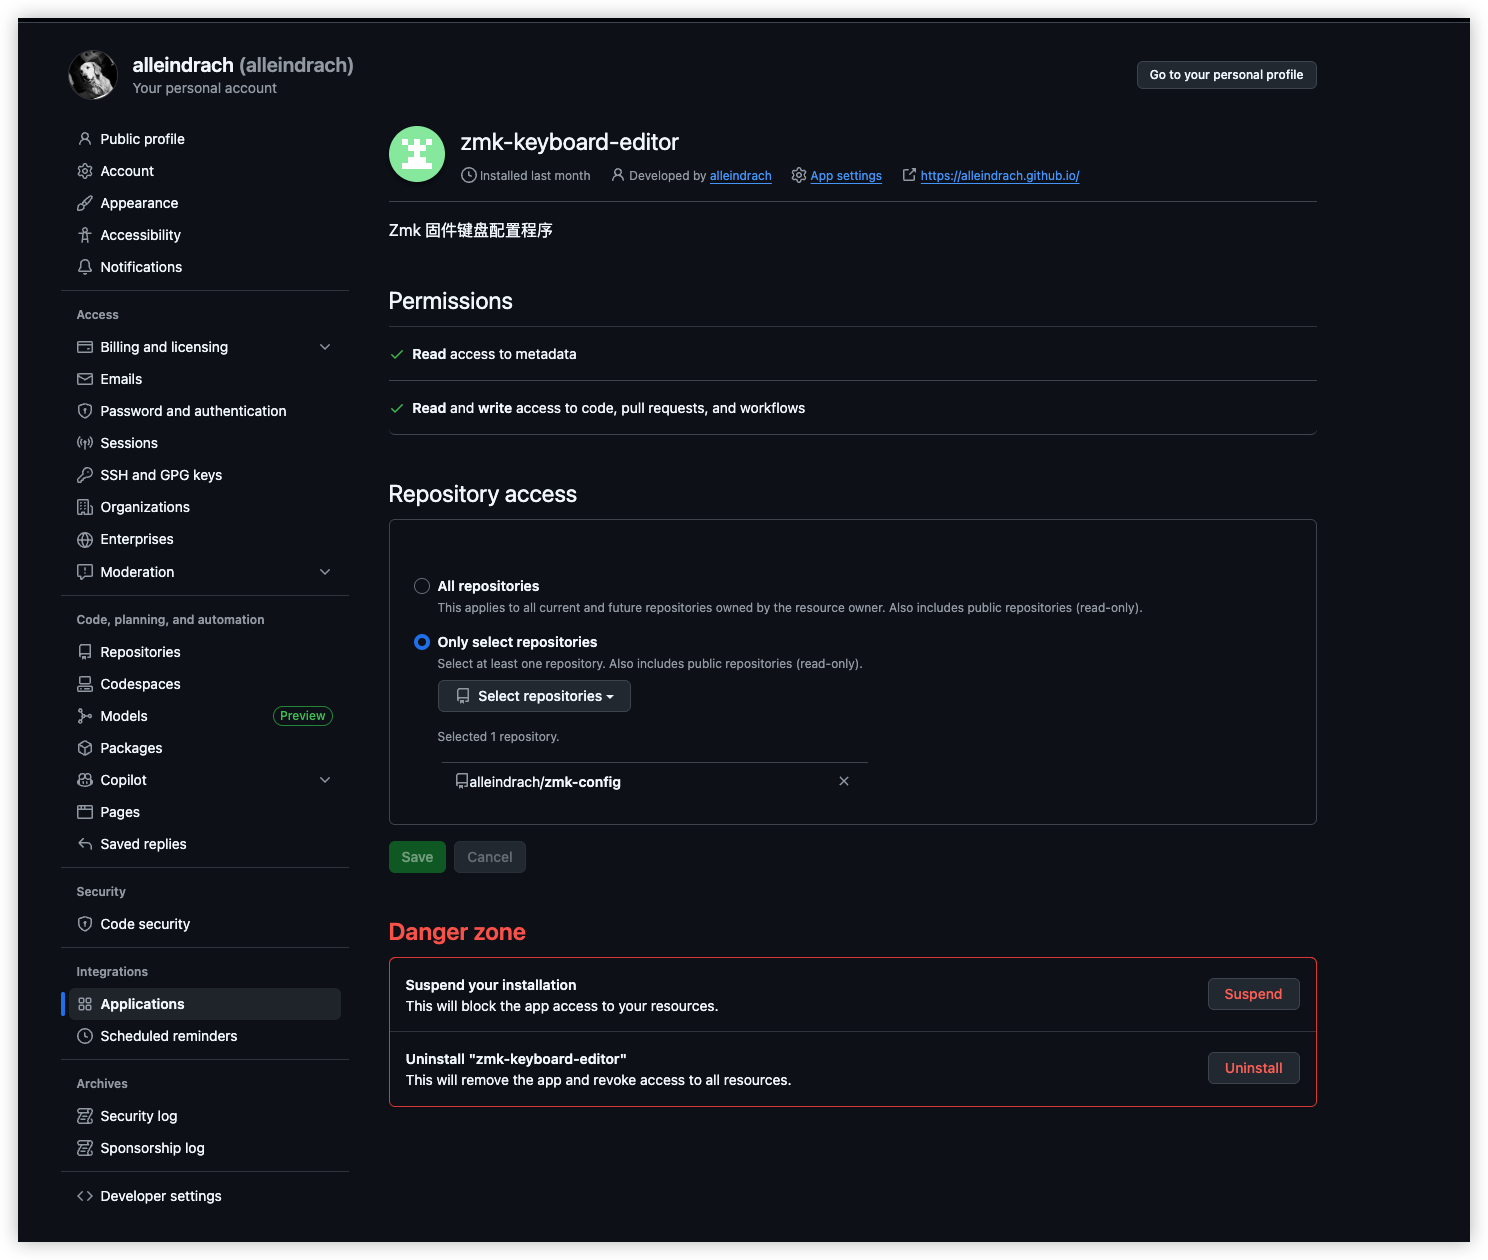 alleindrach (alleindrach)
Your personal account
Go to your personal profile
Public profile
Account
Appearance
Accessibility
Notifications
Access
Billing and licensing
Emails
Password and authentication
Sessions
SSH and GPG keys
Organizations
Enterprises
Moderation
Code, planning, and automation
Repositories
Codespaces
Models Preview
Packages
Copilot
Pages
Saved replies
Security
Code security
Integrations
Applications
Scheduled reminders
Archives
Security log
Sponsorship log
Developer settings
zmk-keyboard-editor
Installed last month Developed by alleindrach App settings https://alleindrach.github.io/
Zmk 固件键盘配置程序
Permissions
Read access to metadata
Read and write access to code, pull requests, and workflows
Repository access
All repositories
This applies to all current and future repositories owned by the resource owner. Also includes public repositories (read-only).
Only select repositories
Select at least one repository. Also includes public repositories (read-only).
Select repositories
Selected 1 repository.
alleindrach/zmk-config
Save Cancel
Danger zone
Suspend your installation
This will block the app access to your resources.
Suspend
Uninstall "zmk-keyboard-editor"
This will remove the app and revoke access to all resources.
Uninstall